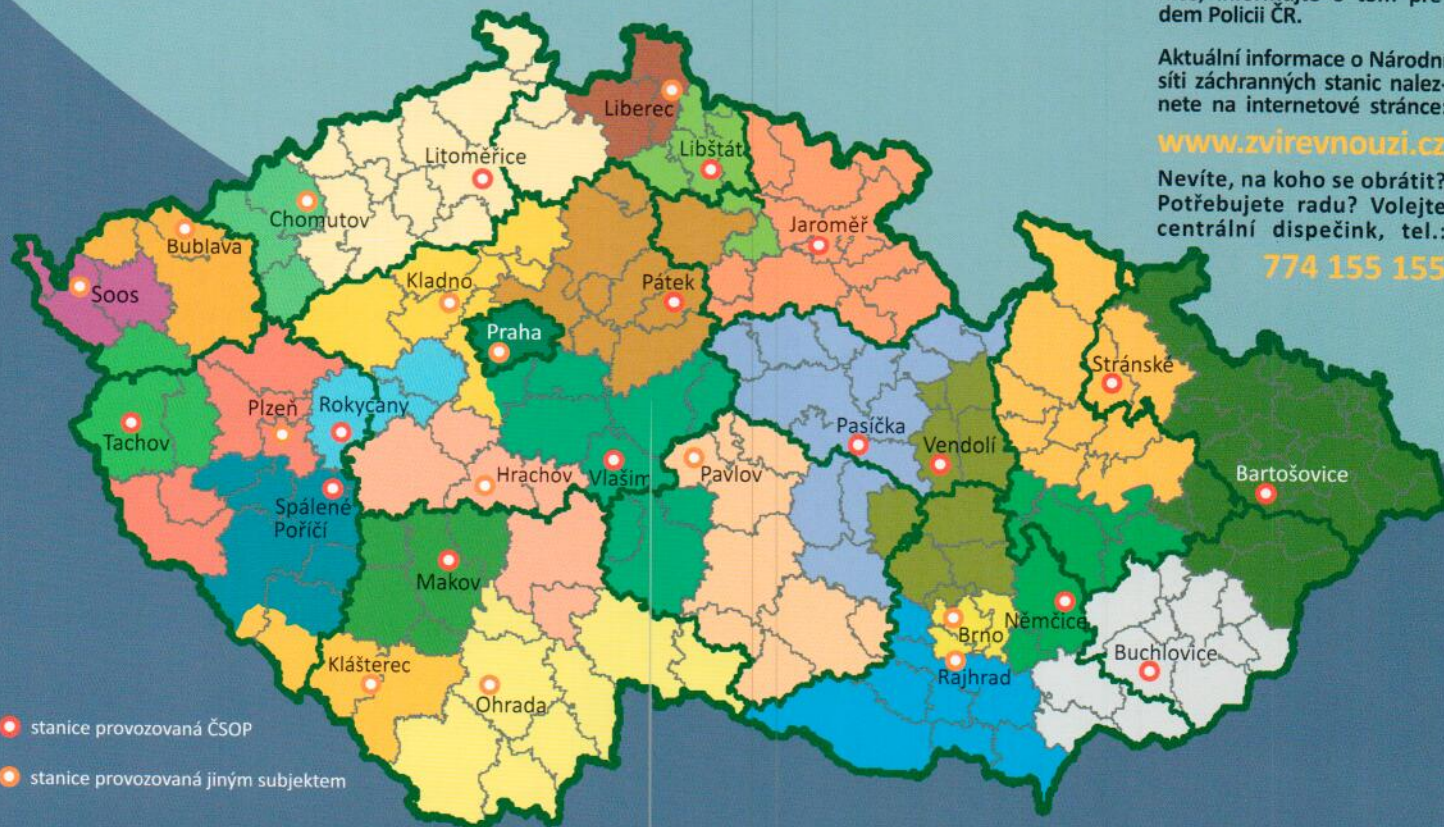 dem Policii ČR.
Aktuální informace o Národní
síti záchranných stanic nalez-
nete na internetové stránce:
www.zvirevnouzi.cz
Nevíte, na koho se obrátit?
Potřebujete radu? Volejte
centrální dispečink, tel.:
774 155 155
Liberec
Litoměřice
Libštát
Chomutov
Jaroměř
Bublava
Kladno
Pátek
Soos
Praha
Stránské
Plzeň
Rokycany
Tachov
Pasíčka
Vendolí
Hrachov
Vlašim
Pavlov
Bartošovice
Spálené
Poříčí
Makov
Němčice
Brno
Buchlovice
Klášterec
Rajhrad
Ohrada
stanice provozovaná ČSOP
stanice provozovaná jiným subjektem